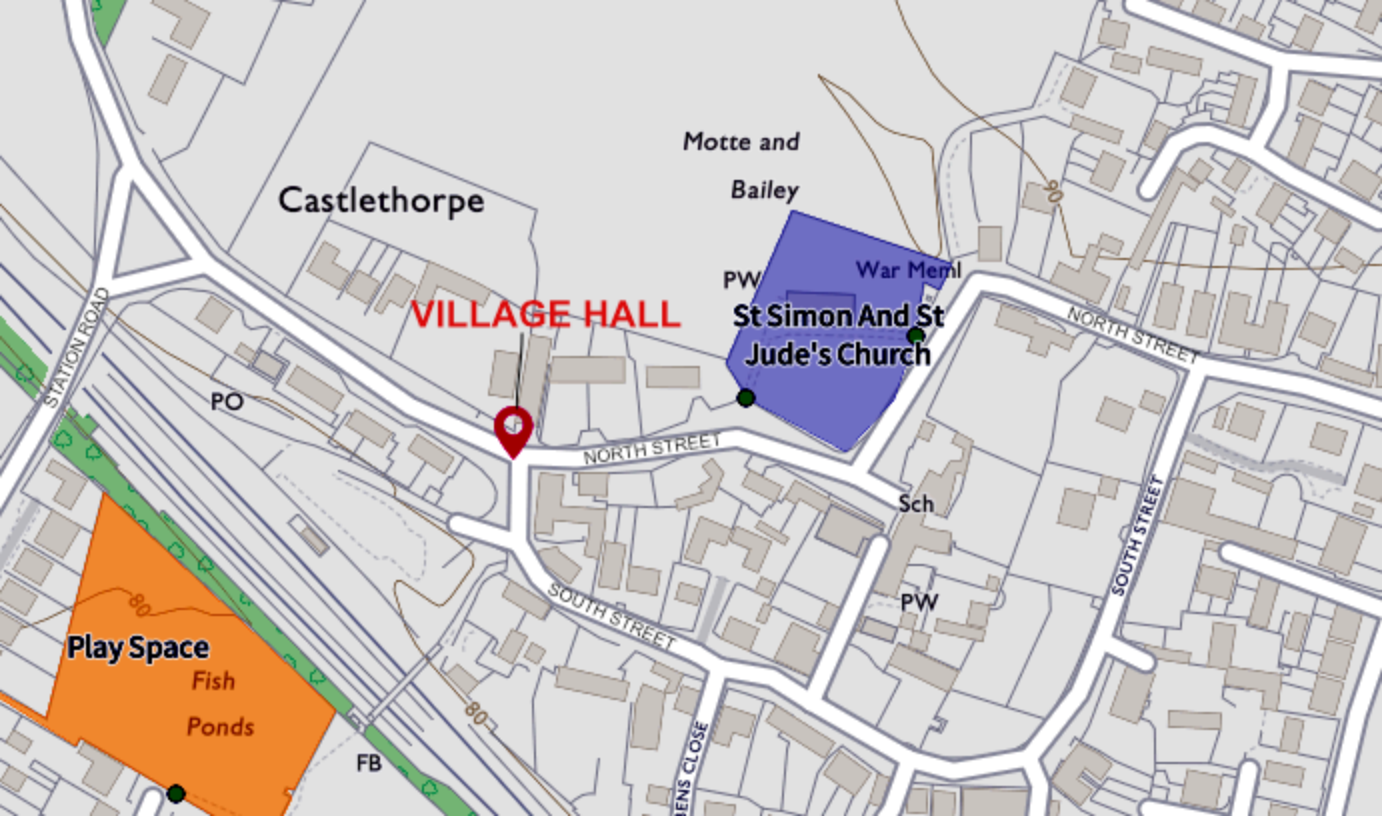 Motte and
Bailey
90
Castlethorpe
War Meml
PW
VILLAGE HALL
St Simon And St
Jude's Church
NORTH STREET
STATION ROAD
PO
NORTH STREET
Sch
SOUTH STREET
80
PW
SOUTH STREET
Play Space
Fish
Ponds
80
FB
ENS CLOSE